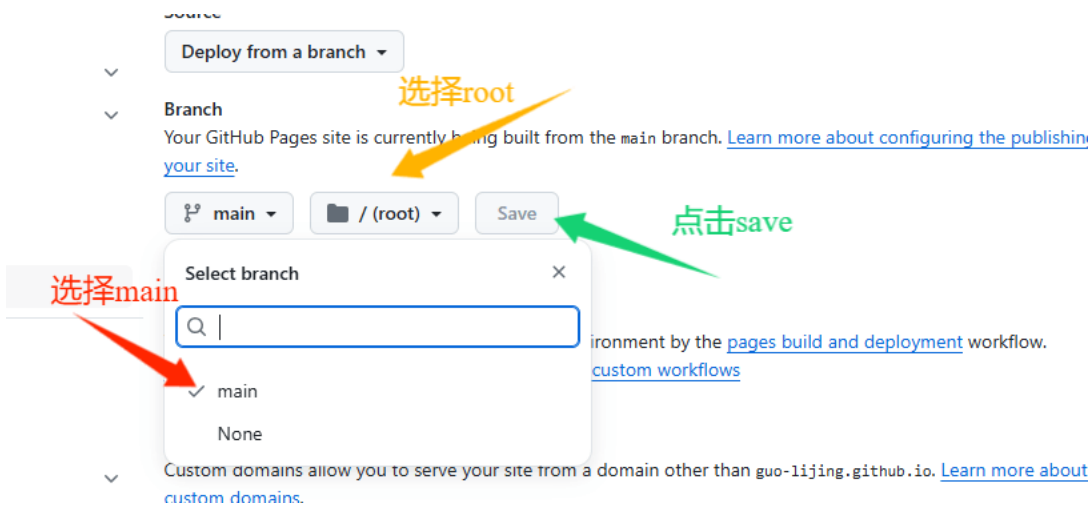 Source
Deploy from a branch
选择root
Branch
Your GitHub Pages site is currently being built from the main branch. Learn more about configuring the publishing
your site.
main
/ (root)
Save
点击save
Select branch
选择main
ironment by the pages build and deployment workflow.
custom workflows
main
None
Custom domains allow you to serve your site from a domain other than guo-lijing.github.io. Learn more about
custom domains.